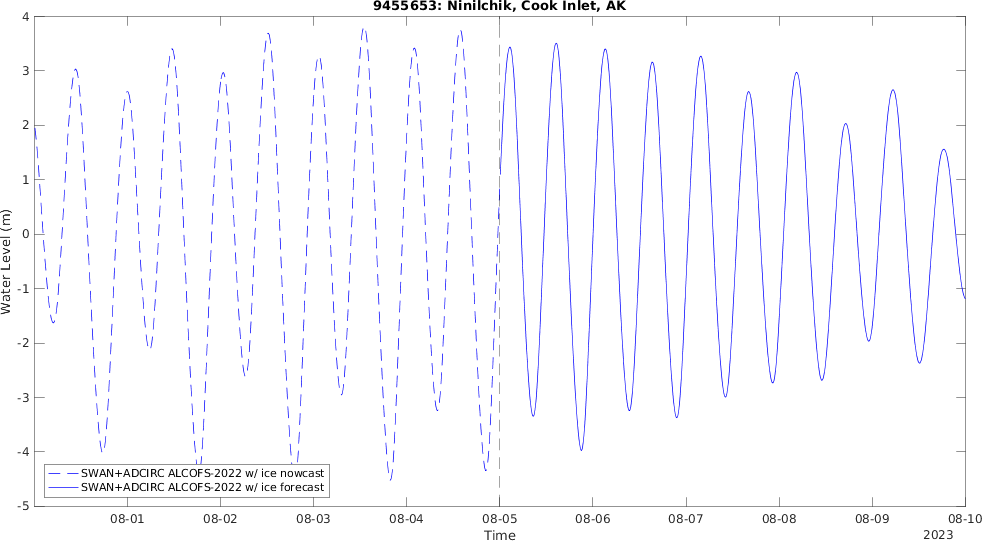 9455653: Ninilchik, Cook Inlet, AK
Water Level (m)
4
3
2
1
0
-1
-2
-3
-4
-5
SWAN+ADCIRC ALCOFS-2022 w/ ice nowcast
SWAN+ADCIRC ALCOFS-2022 w/ ice forecast
08-01 08-02 08-03 08-04 08-05 08-06 08-07 08-08 08-09 08-10
Time
2023